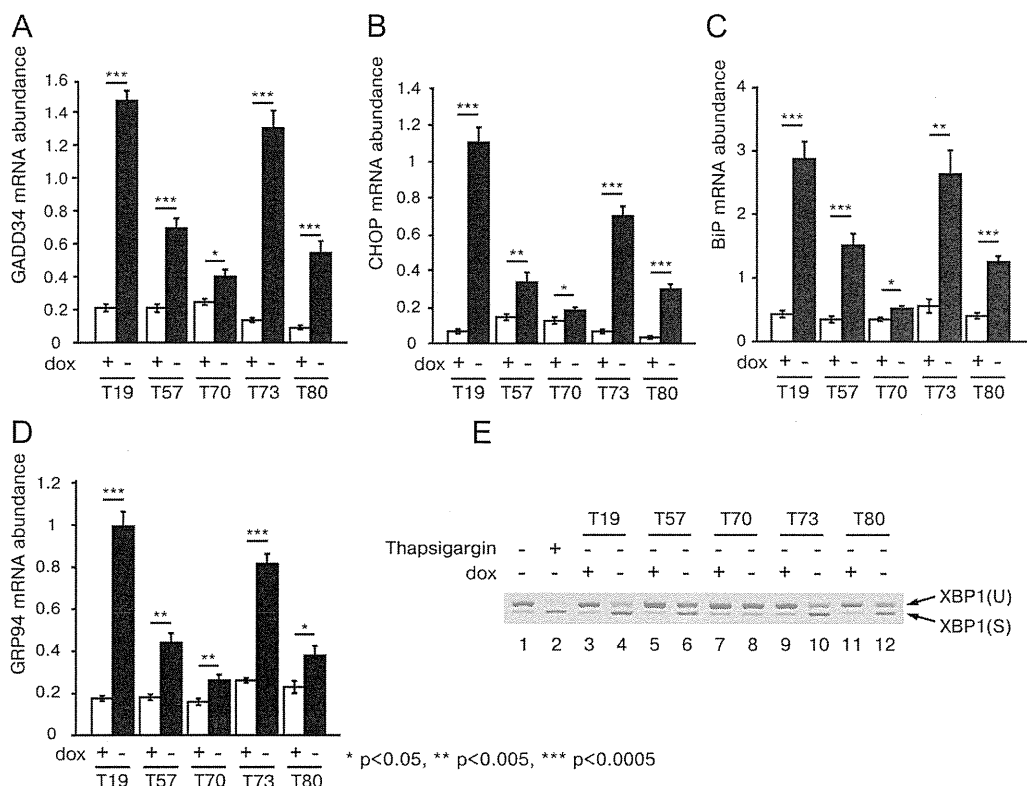 A
GADD34 mRNA abundance
1.6
1.4
1.2
1
0.8
0.6
0.4
0.2
0
*** *** * *** ***
dox + - + - + - + - + -
T19 T57 T70 T73 T80
B
CHOP mRNA abundance
1.4
1.2
1
0.8
0.6
0.4
0.2
0
*** ** * *** ***
dox + - + - + - + - + -
T19 T57 T70 T73 T80
C
BiP mRNA abundance
4
3
2
1
0
*** *** * ** ***
dox + - + - + - + - + -
T19 T57 T70 T73 T80
D
GRP94 mRNA abundance
1.2
1
0.8
0.6
0.4
0.2
0
*** ** ** *** *
dox + - + - + - + - + -
T19 T57 T70 T73 T80
* p<0.05, ** p<0.005, *** p<0.0005
E
T19 T57 T70 T73 T80
Thapsigargin - + - - - - - - - - - -
dox - - + - + - + - + - + -
XBP1(U)
XBP1(S)
1 2 3 4 5 6 7 8 9 10 11 12